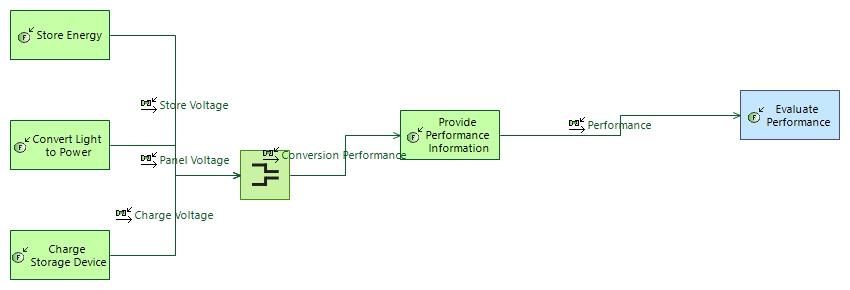 Store Energy
Store Voltage
Convert Light
to Power
Panel Voltage
Charge Voltage
Charge
Storage Device
Conversion Performance
Provide
Performance
Information
Performance
Evaluate
Performance